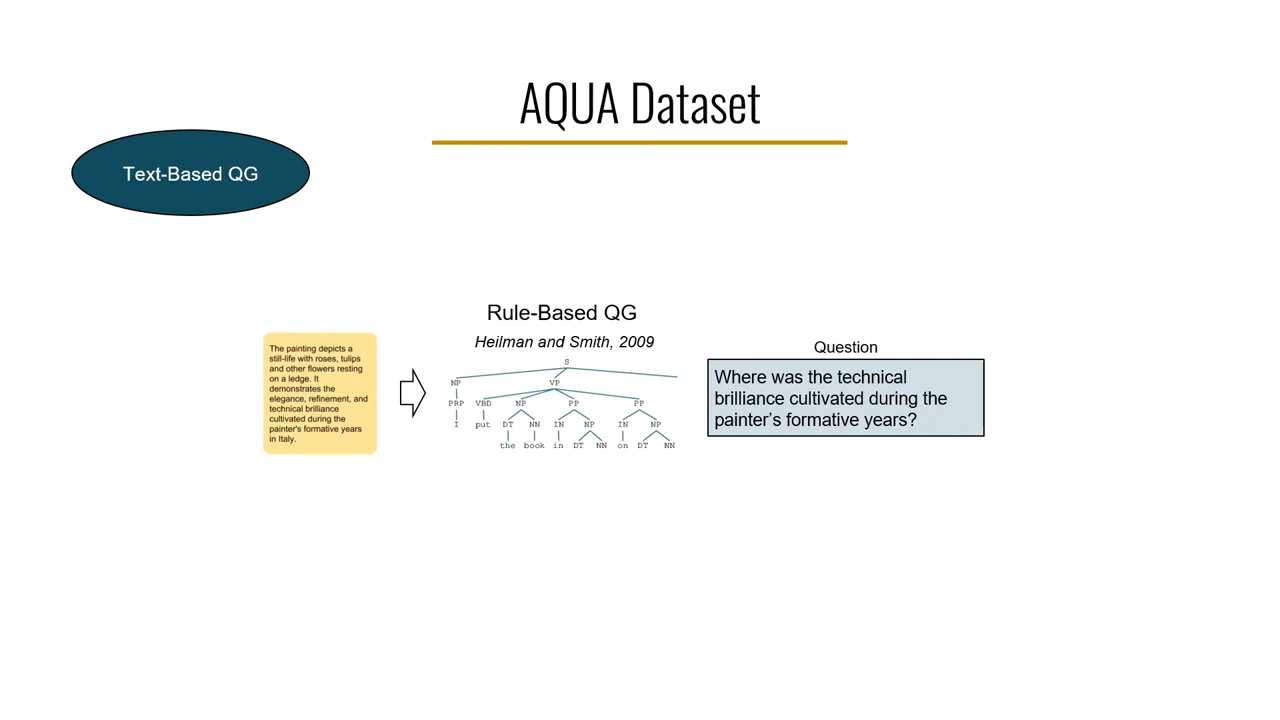 AQUA Dataset
Text-Based QG
Rule-Based QG
Heilman and Smith, 2009
The painting depicts a
still-life with roses, tulips
and other flowers resting
on a ledge. It
demonstrates the
elegance, refinement, and
technical brilliance
cultivated during the
painter's formative years
in Italy.
S
NP VP
PRP VBD NP PP PP
I put DT NN IN NP IN NP
the book in DT NN on DT NN
Question
Where was the technical
brilliance cultivated during the
painter's formative years?